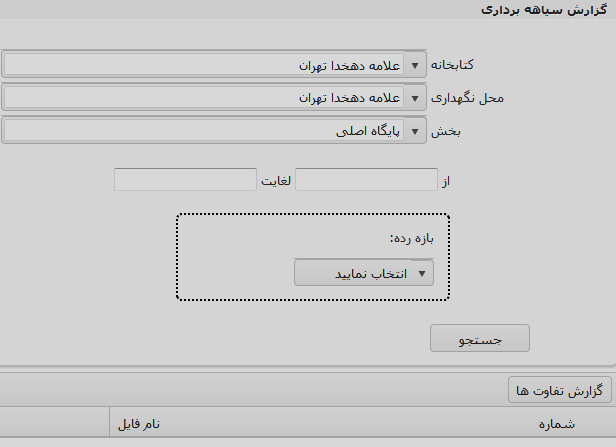 گزارش سیاهه برداری
کتابخانه علامه دهخدا تهران
محل نگهداری علامه دهخدا تهران
بخش پایگاه اصلی
از لغایت
بازه رده:
انتخاب نمایید
جستجو
گزارش تفاوت ها
شماره نام فایل